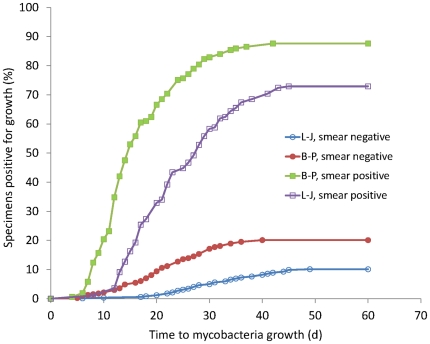 100
90
80
70
60
50
40
30
20
10
0
Specimens positive for growth (%)
L-J, smear negative
B-P, smear negative
B-P, smear positive
L-J, smear positive
0 10 20 30 40 50 60 70
Time to mycobacteria growth (d)